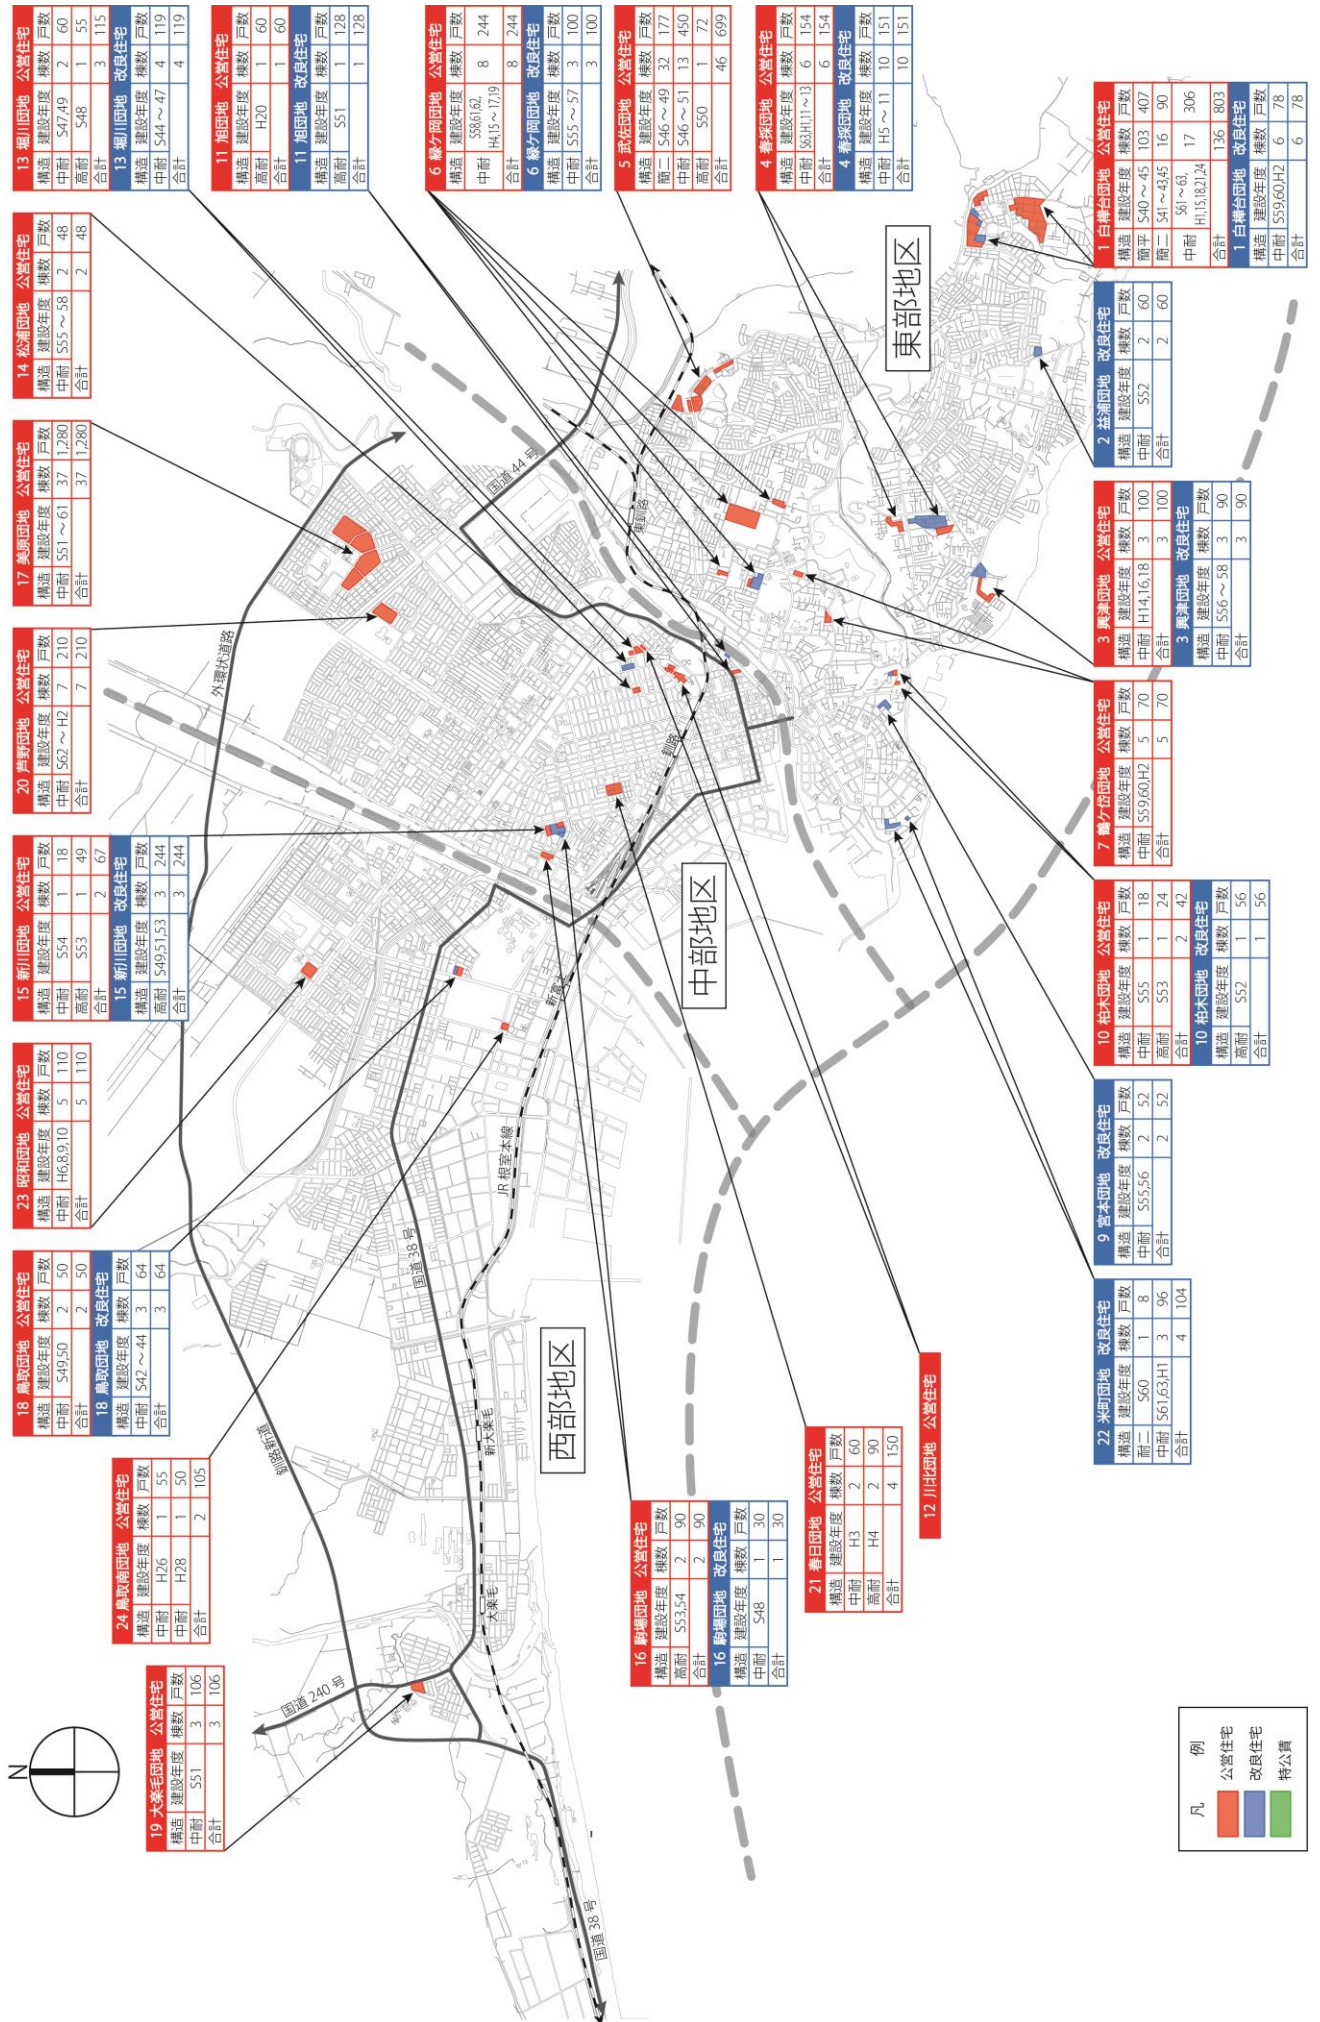 N
19 大楽毛団地 公営住宅
構造 建設年度 棟数 戸数
中耐 S51 3 106
合計 3 106
24 鳥取南団地 公営住宅
構造 建設年度 棟数 戸数
中耐 H26 1 55
中耐 H28 1 50
合計 2 105
18 鳥取団地 公営住宅
構造 建設年度 棟数 戸数
中耐 S49,50 2 50
合計 2 50
18 鳥取団地 改良住宅
構造 建設年度 棟数 戸数
中耐 S42～44 3 64
合計 3 64
23 昭和団地 公営住宅
構造 建設年度 棟数 戸数
中耐 H6,8,9,10 5 110
合計 5 110
15 新川団地 公営住宅
構造 建設年度 棟数 戸数
中耐 S54 1 18
高耐 S53 1 49
合計 2 67
15 新川団地 改良住宅
構造 建設年度 棟数 戸数
高耐 S49,51,53 3 244
合計 3 244
20 芦野団地 公営住宅
構造 建設年度 棟数 戸数
中耐 S62～H2 7 210
合計 7 210
17 美原団地 公営住宅
構造 建設年度 棟数 戸数
中耐 S51～61 37 1,280
合計 37 1,280
14 松浦団地 公営住宅
構造 建設年度 棟数 戸数
中耐 S55～58 2 48
合計 2 48
13 堀川団地 公営住宅
構造 建設年度 棟数 戸数
中耐 S47,49 2 60
高耐 S48 1 55
合計 3 115
13 堀川団地 改良住宅
構造 建設年度 棟数 戸数
中耐 S44～47 4 119
合計 4 119
11 旭団地 公営住宅
構造 建設年度 棟数 戸数
高耐 H20 1 60
合計 1 60
11 旭団地 改良住宅
構造 建設年度 棟数 戸数
高耐 S51 1 128
合計 1 128
6 緑ケ岡団地 公営住宅
構造 建設年度 棟数 戸数
中耐 S58,61,62, H4,15～17,19 8 244
合計 8 244
6 緑ケ岡団地 改良住宅
構造 建設年度 棟数 戸数
中耐 S55～57 3 100
合計 3 100
5 武佐団地 公営住宅
構造 建設年度 棟数 戸数
簡二 S46～49 32 177
中耐 S46～51 13 450
高耐 S50 1 72
合計 46 699
4 春採団地 公営住宅
構造 建設年度 棟数 戸数
中耐 S63,H1,11～13 6 154
合計 6 154
4 春採団地 改良住宅
構造 建設年度 棟数 戸数
中耐 H5～11 10 151
合計 10 151
1 白樺台団地 公営住宅
構造 建設年度 棟数 戸数
簡平 S40～45 103 407
簡二 S41～43,45 16 90
中耐 S61～63, H1,15,18,21,24 17 306
合計 136 803
1 白樺台団地 改良住宅
構造 建設年度 棟数 戸数
中耐 S59,60,H2 6 78
合計 6 78
2 益浦団地 改良住宅
構造 建設年度 棟数 戸数
中耐 S52 2 60
合計 2 60
3 興津団地 公営住宅
構造 建設年度 棟数 戸数
中耐 H14,16,18 3 100
合計 3 100
3 興津団地 改良住宅
構造 建設年度 棟数 戸数
中耐 S56～58 3 90
合計 3 90
7 鶴ケ岱団地 公営住宅
構造 建設年度 棟数 戸数
中耐 S59,60,H2 5 70
合計 5 70
10 柏木団地 公営住宅
構造 建設年度 棟数 戸数
中耐 S55 1 18
高耐 S53 1 24
合計 2 42
10 柏木団地 改良住宅
構造 建設年度 棟数 戸数
高耐 S52 1 56
合計 1 56
9 宮本団地 改良住宅
構造 建設年度 棟数 戸数
中耐 S55,56 2 52
合計 2 52
22 米町団地 改良住宅
構造 建設年度 棟数 戸数
耐二 S60 1 8
中耐 S61,63,H1 3 96
合計 4 104
12 川北団地 公営住宅
21 春日団地 公営住宅
構造 建設年度 棟数 戸数
中耐 H3 2 60
高耐 H4 2 90
合計 4 150
16 駒場団地 公営住宅
構造 建設年度 棟数 戸数
高耐 S53,54 2 90
合計 2 90
16 駒場団地 改良住宅
構造 建設年度 棟数 戸数
中耐 S48 1 30
合計 1 30
西部地区
中部地区
東部地区
国道 240 号
国道 38 号
国道 38 号
国道 44 号
釧路新道
外環状道路
JR 根室本線
大楽毛
新大楽毛
新富士
釧路
東釧路
凡 例
公営住宅
改良住宅
特公賃